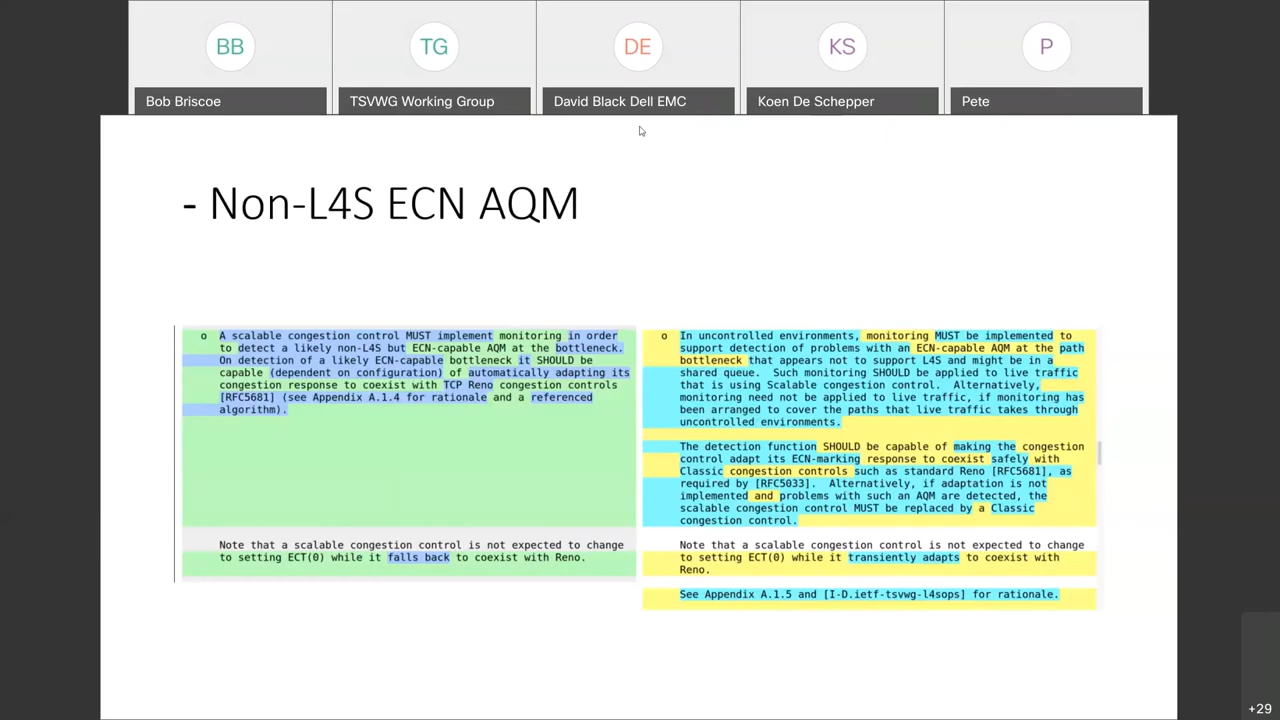 BB
TG
DE
KS
P
Bob Briscoe
TSVWG Working Group
David Black Dell EMC
Koen De Schepper
Pete
- Non-L4S ECN AQM
o A scalable congestion control MUST implement monitoring in order
to detect a likely non-L4S but ECN-capable AQM at the bottleneck.
On detection of a likely ECN-capable bottleneck it SHOULD be
capable (dependent on configuration) of automatically adapting its
congestion response to coexist with TCP Reno congestion controls
[RFC5681] (see Appendix A.1.4 for rationale and a referenced
algorithm).
Note that a scalable congestion control is not expected to change
to setting ECT(0) while it falls back to coexist with Reno.
o In uncontrolled environments, monitoring MUST be implemented to
support detection of problems with an ECN-capable AQM at the path
bottleneck that appears not to support L4S and might be in a
shared queue. Such monitoring SHOULD be applied to live traffic
that is using Scalable congestion control. Alternatively,
monitoring need not be applied to live traffic, if monitoring has
been arranged to cover the paths that live traffic takes through
uncontrolled environments.
The detection function SHOULD be capable of making the congestion
control adapt its ECN-marking response to coexist safely with
Classic congestion controls such as standard Reno [RFC5681], as
required by [RFC5033]. Alternatively, if adaptation is not
implemented and problems with such an AQM are detected, the
scalable congestion control MUST be replaced by a Classic
congestion control.
Note that a scalable congestion control is not expected to change
to setting ECT(0) while it transiently adapts to coexist with
Reno.
See Appendix A.1.5 and [I-D.ietf-tsvwg-l4sops] for rationale.
+29